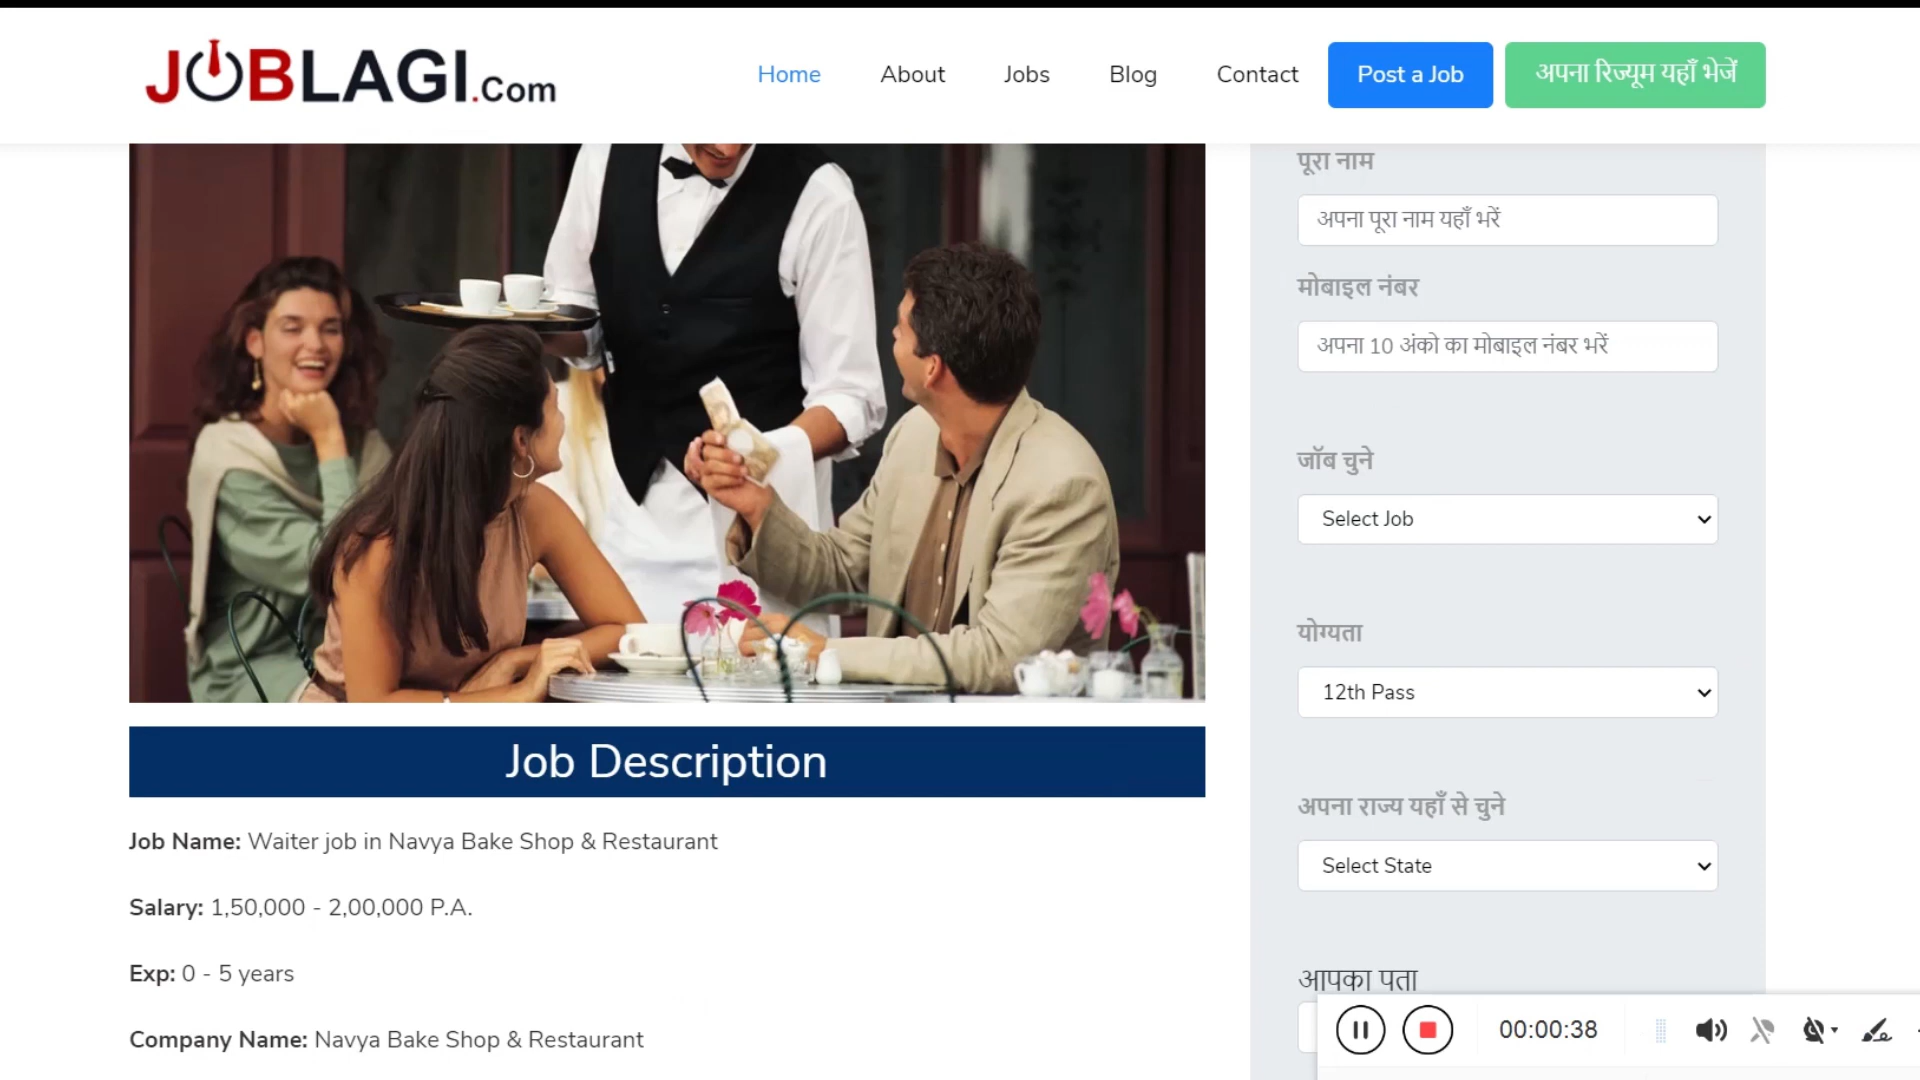 JOBLAGI.Com
Home About Jobs Blog Contact Post a Job अपना रिज्यूम यहाँ भेजें
पूरा नाम
अपना पूरा नाम यहाँ भरें
मोबाइल नंबर
अपना 10 अंको का मोबाइल नंबर भरें
जॉब चुने
Select Job
योग्यता
12th Pass
अपना राज्य यहाँ से चुने
Select State
आपका पता
Job Description
Job Name: Waiter job in Navya Bake Shop & Restaurant
Salary: 1,50,000 - 2,00,000 P.A.
Exp: 0 - 5 years
Company Name: Navya Bake Shop & Restaurant
00:00:38